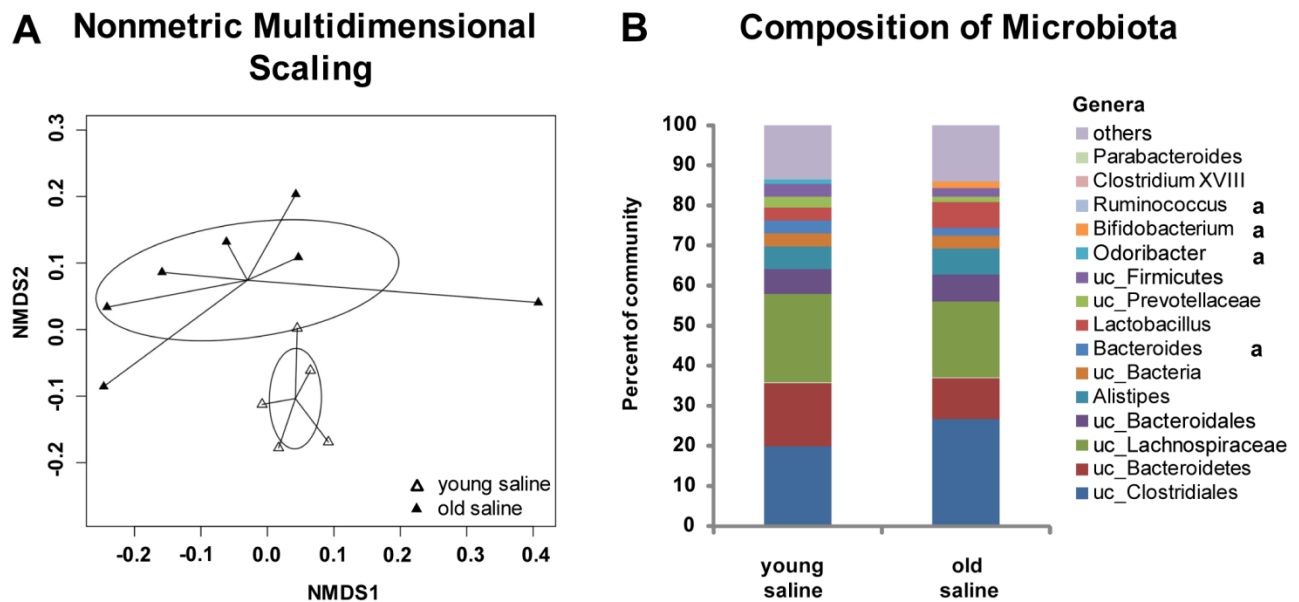 A
Nonmetric Multidimensional
Scaling
0.3
0.2
0.1
0.0
-0.1
-0.2
NMDS2
-0.2
-0.1
0.0
0.1
0.2
0.3
0.4
NMDS1
young saline
old saline
B
Composition of Microbiota
100
90
80
70
60
50
40
30
20
10
0
Percent of community
young
saline
old
saline
Genera
others
Parabacteroides
Clostridium XVIII
Ruminococcus a
Bifidobacterium a
Odoribacter a
uc_Firmicutes
uc_Prevotellaceae
Lactobacillus
Bacteroides a
uc_Bacteria
Alistipes
uc_Bacteroidales
uc_Lachnospiraceae
uc_Bacteroidetes
uc_Clostridiales